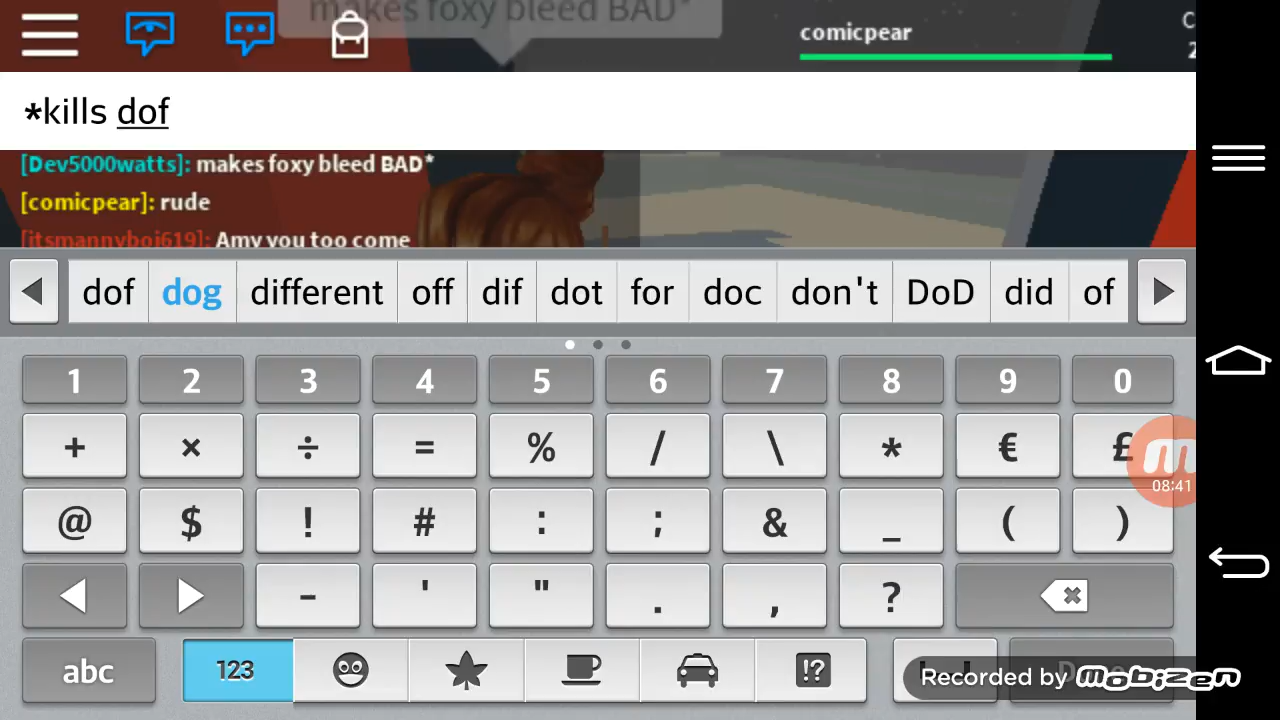 makes foxy bleed BAD*
comicpear
C
2
*kills dof
[Dev5000watts]: makes foxy bleed BAD*
[comicpear]: rude
[itsmannyboi619]: Amy you too come
dof dog different off dif dot for doc don't DoD did of
1 2 3 4 5 6 7 8 9 0
+ × ÷ = % / \ * € £
08:41
@ $ ! # : ; & _ ( )
- ' " . , ?
abc 123 !?
Recorded by mobizen